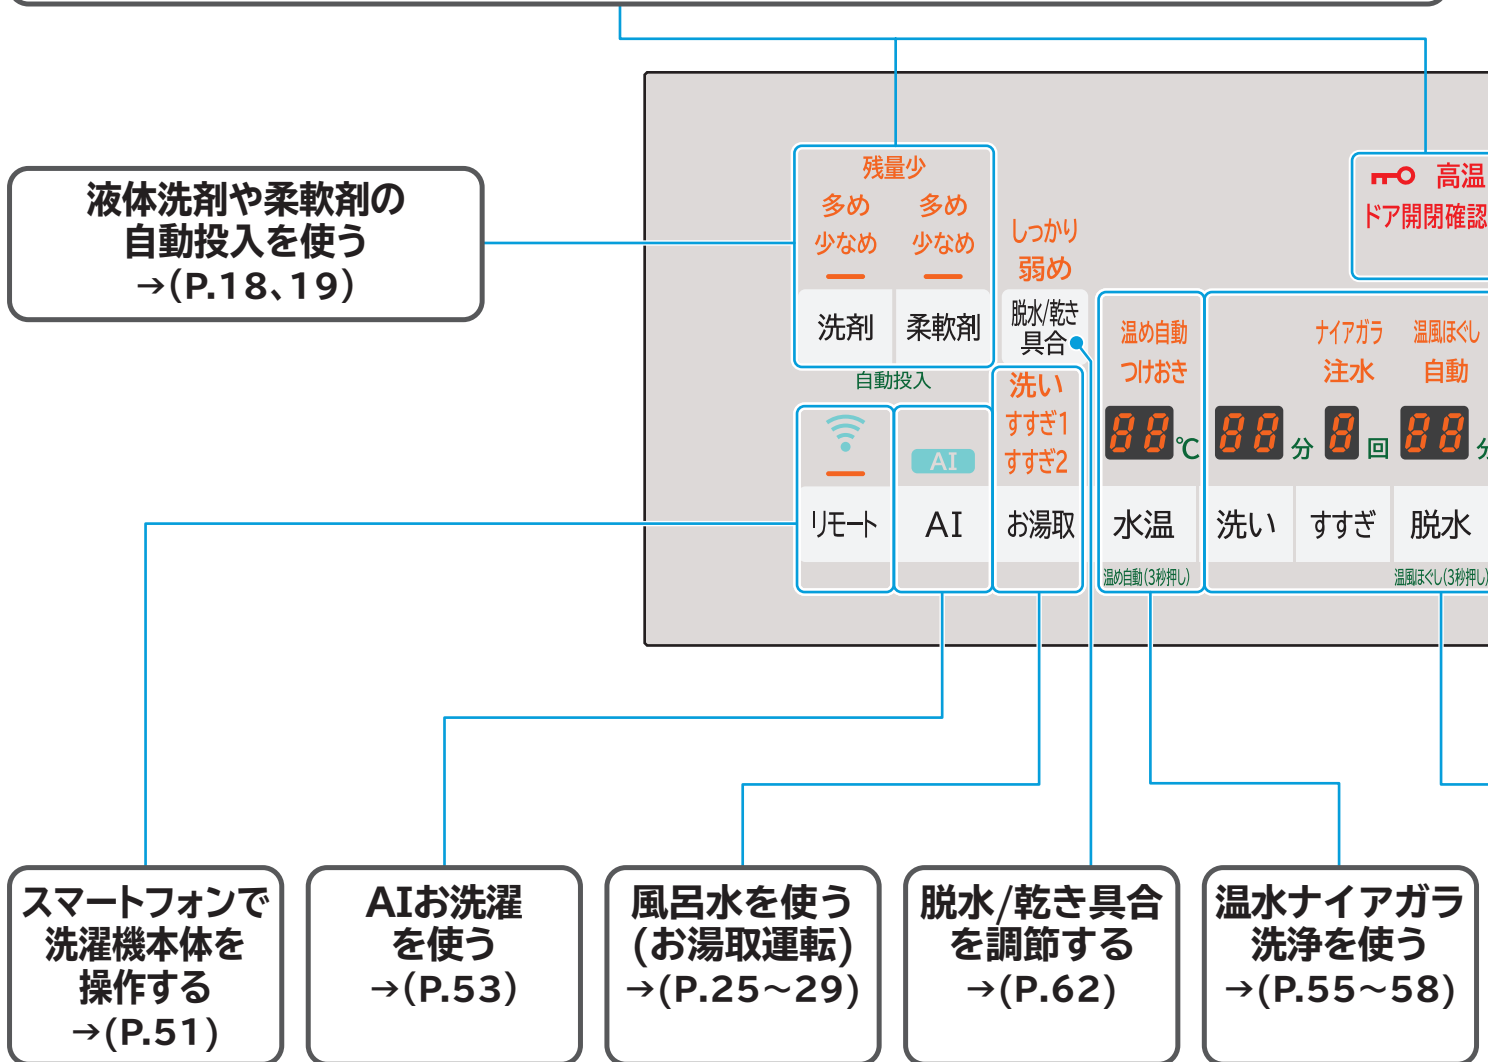 液体洗剤や柔軟剤の
自動投入を使う
→(P.18、19)
残量少
多め 多め
少なめ 少なめ
洗剤 柔軟剤
自動投入
しっかり
弱め
脱水/乾き
具合
高温
ドア開閉確認
洗い
すすぎ1
すすぎ2
お湯取
AI
リモート AI
温め自動
つけおき
88℃
水温
温め自動(3秒押し)
ナイアガラ 温風ほぐし
注水 自動
88分 8回 88分
洗い すすぎ 脱水
温風ほぐし(3秒押し)
スマートフォンで
洗濯機本体を
操作する
→(P.51)
AIお洗濯
を使う
→(P.53)
風呂水を使う
(お湯取運転)
→(P.25～29)
脱水/乾き具合
を調節する
→(P.62)
温水ナイアガラ
洗浄を使う
→(P.55～58)